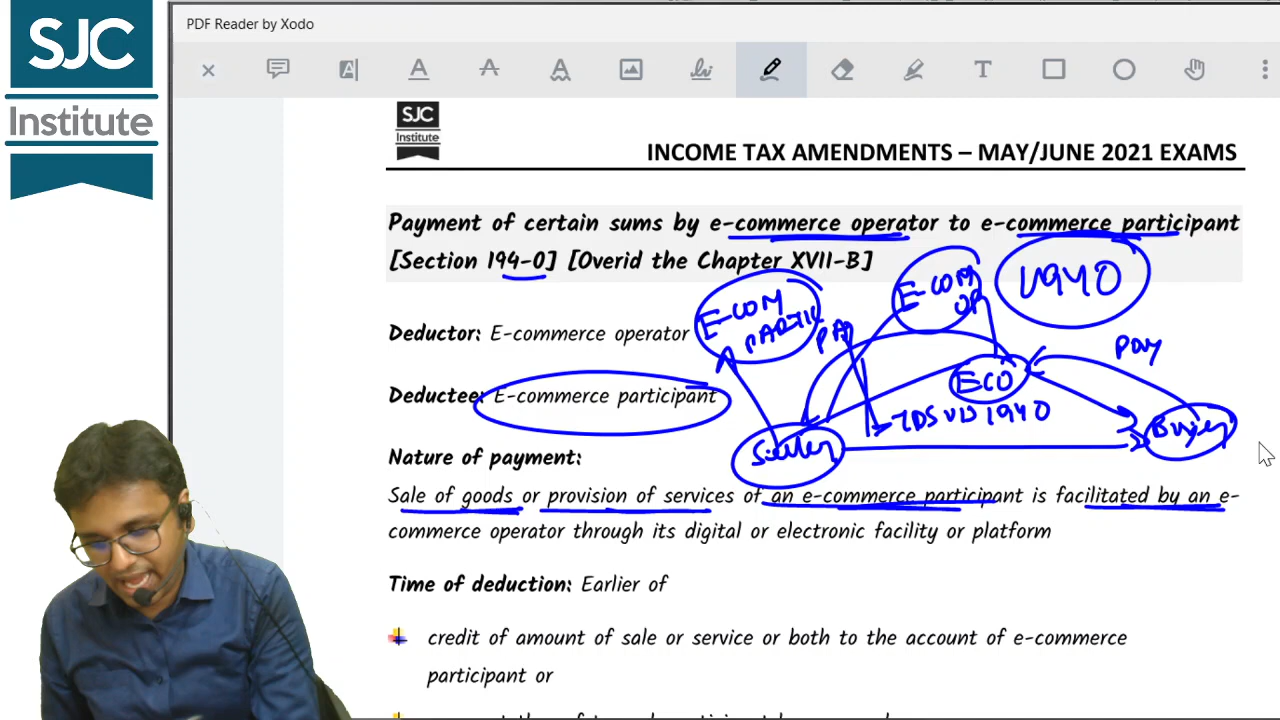 SJC
Institute
PDF Reader by Xodo
SJC
Institute
INCOME TAX AMENDMENTS – MAY/JUNE 2021 EXAMS
Payment of certain sums by e-commerce operator to e-commerce participant
[Section 194-O] [Overid the Chapter XVII-B]
E-COM
OP
U194O
E-COM
PARTIC
Deductor: E-commerce operator
PAY
Pay
ECO
Deductee: E-commerce participant
TDS U/S 194O
Buyer
Seller
Nature of payment:
Sale of goods or provision of services of an e-commerce participant is facilitated by an e-
commerce operator through its digital or electronic facility or platform
Time of deduction: Earlier of
credit of amount of sale or service or both to the account of e-commerce
participant or